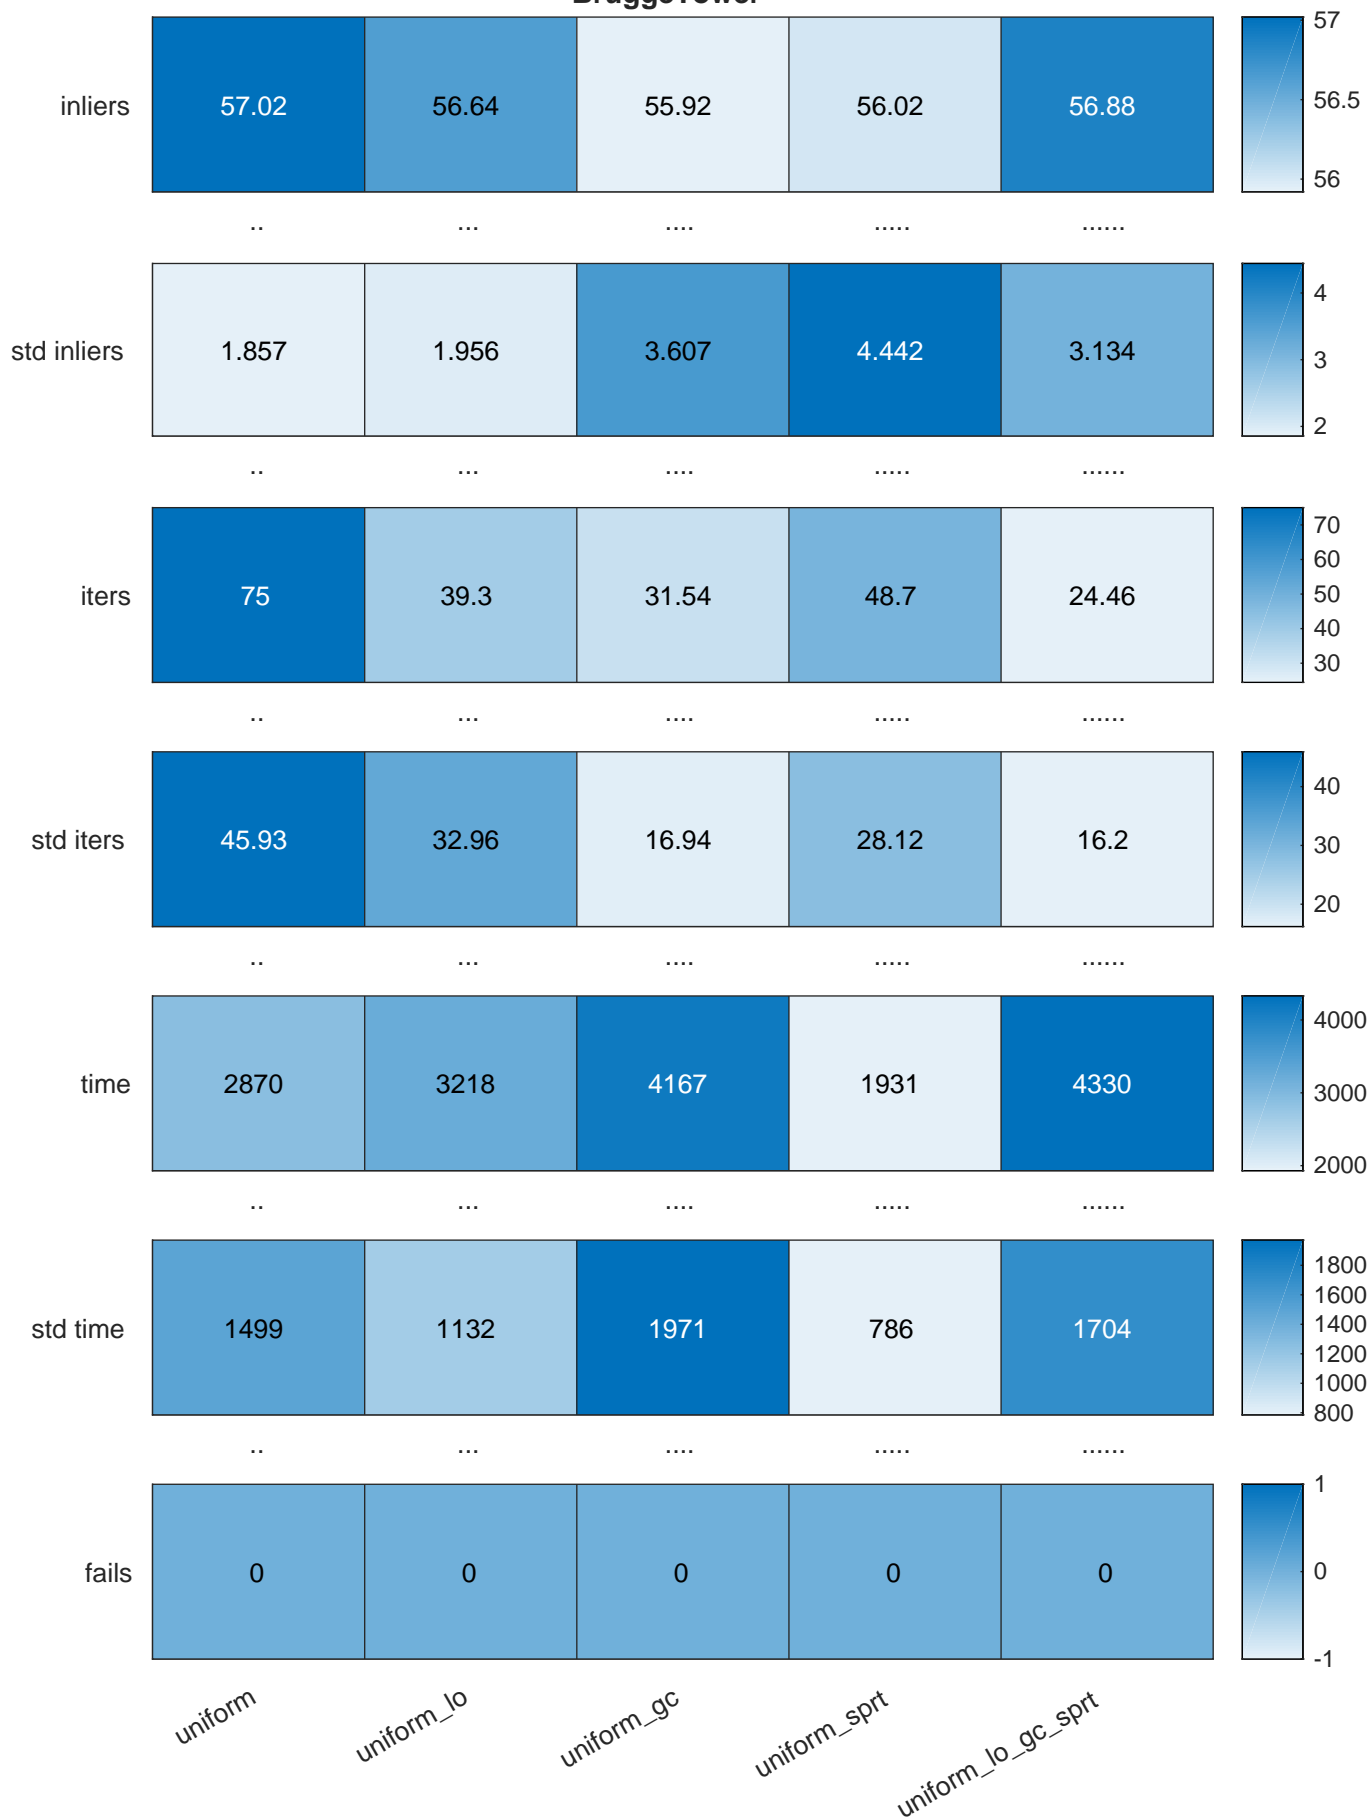 57
inliers 57.02 56.64 55.92 56.02 56.88 56.5
56
.. ... .... ..... ......
4
std inliers 1.857 1.956 3.607 4.442 3.134 3
2
.. ... .... ..... ......
70
60
iters 75 39.3 31.54 48.7 24.46 50
40
30
.. ... .... ..... ......
40
std iters 45.93 32.96 16.94 28.12 16.2 30
20
.. ... .... ..... ......
4000
time 2870 3218 4167 1931 4330 3000
2000
.. ... .... ..... ......
1800
1600
std time 1499 1132 1971 786 1704 1400
1200
1000
800
.. ... .... ..... ......
1
fails 0 0 0 0 0 0
-1
uniform uniform_lo uniform_gc uniform_sprt uniform_lo_gc_sprt